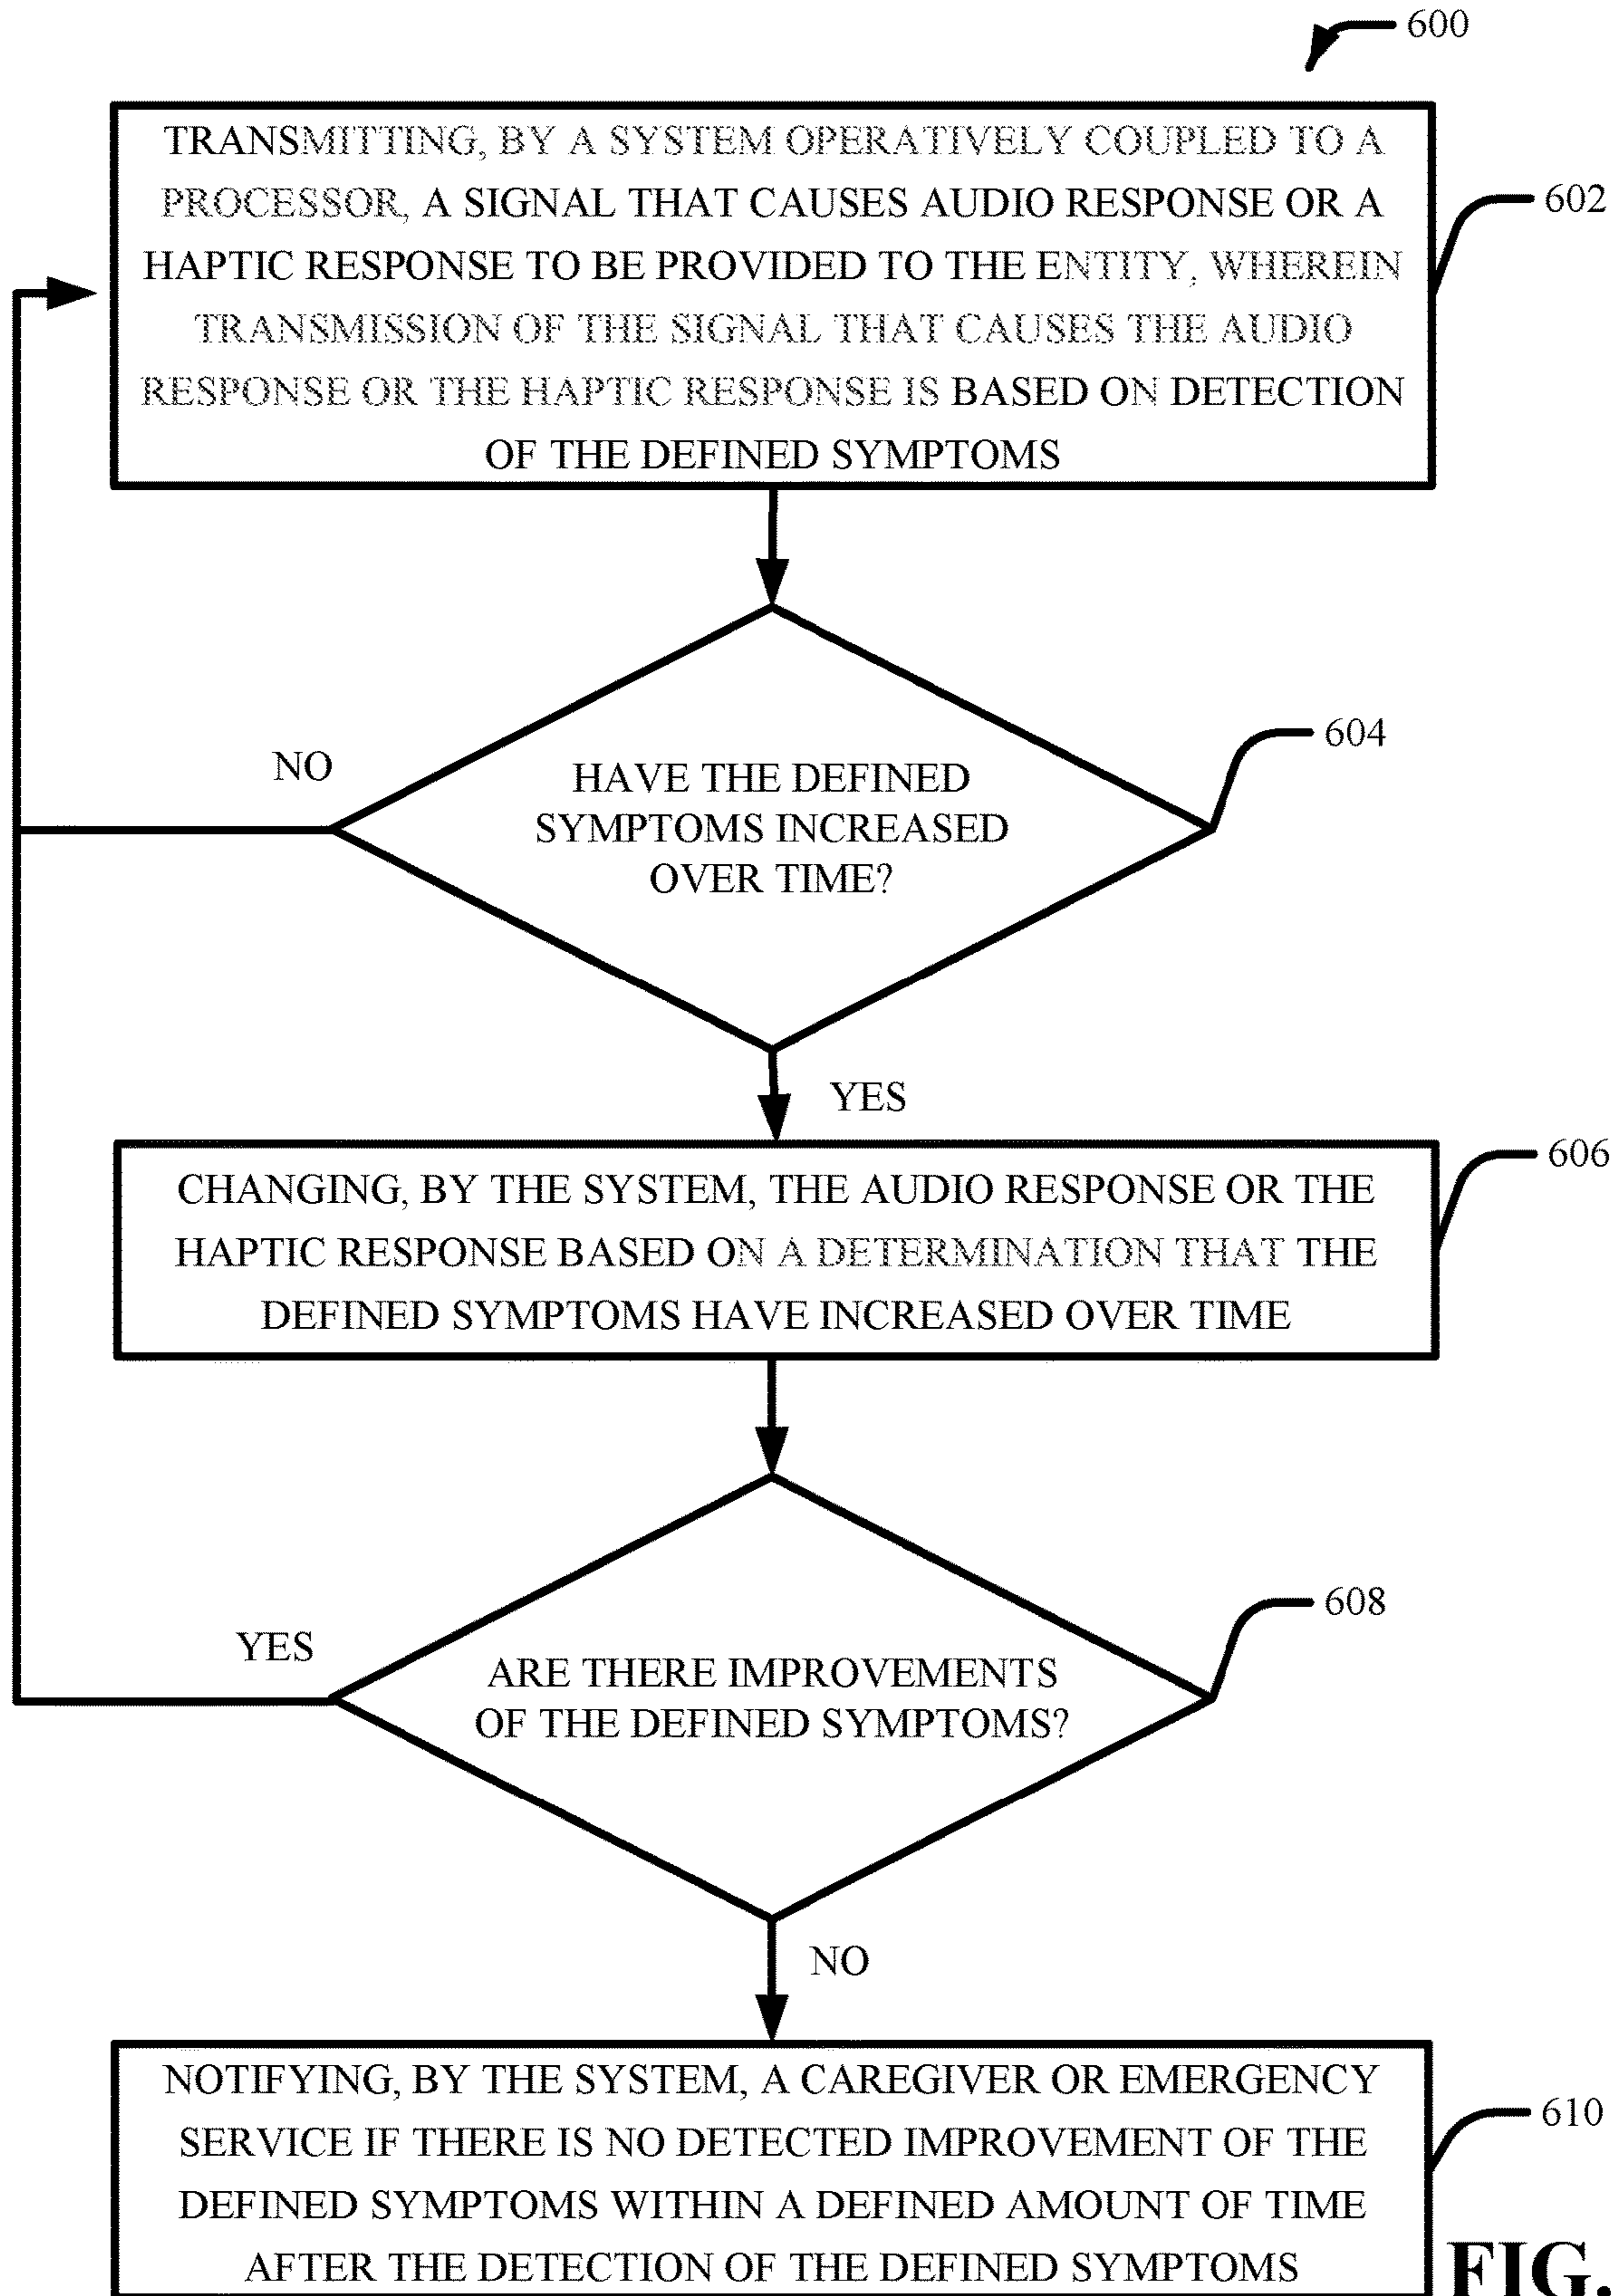 600
TRANSMITTING, BY A SYSTEM OPERATIVELY COUPLED TO A
PROCESSOR, A SIGNAL THAT CAUSES AUDIO RESPONSE OR A
HAPTIC RESPONSE TO BE PROVIDED TO THE ENTITY, WHEREIN
TRANSMISSION OF THE SIGNAL THAT CAUSES THE AUDIO
RESPONSE OR THE HAPTIC RESPONSE IS BASED ON DETECTION
OF THE DEFINED SYMPTOMS
602
NO
HAVE THE DEFINED
SYMPTOMS INCREASED
OVER TIME?
604
YES
CHANGING, BY THE SYSTEM, THE AUDIO RESPONSE OR THE
HAPTIC RESPONSE BASED ON A DETERMINATION THAT THE
DEFINED SYMPTOMS HAVE INCREASED OVER TIME
606
YES
ARE THERE IMPROVEMENTS
OF THE DEFINED SYMPTOMS?
608
NO
NOTIFYING, BY THE SYSTEM, A CAREGIVER OR EMERGENCY
SERVICE IF THERE IS NO DETECTED IMPROVEMENT OF THE
DEFINED SYMPTOMS WITHIN A DEFINED AMOUNT OF TIME
AFTER THE DETECTION OF THE DEFINED SYMPTOMS
610
FIG.